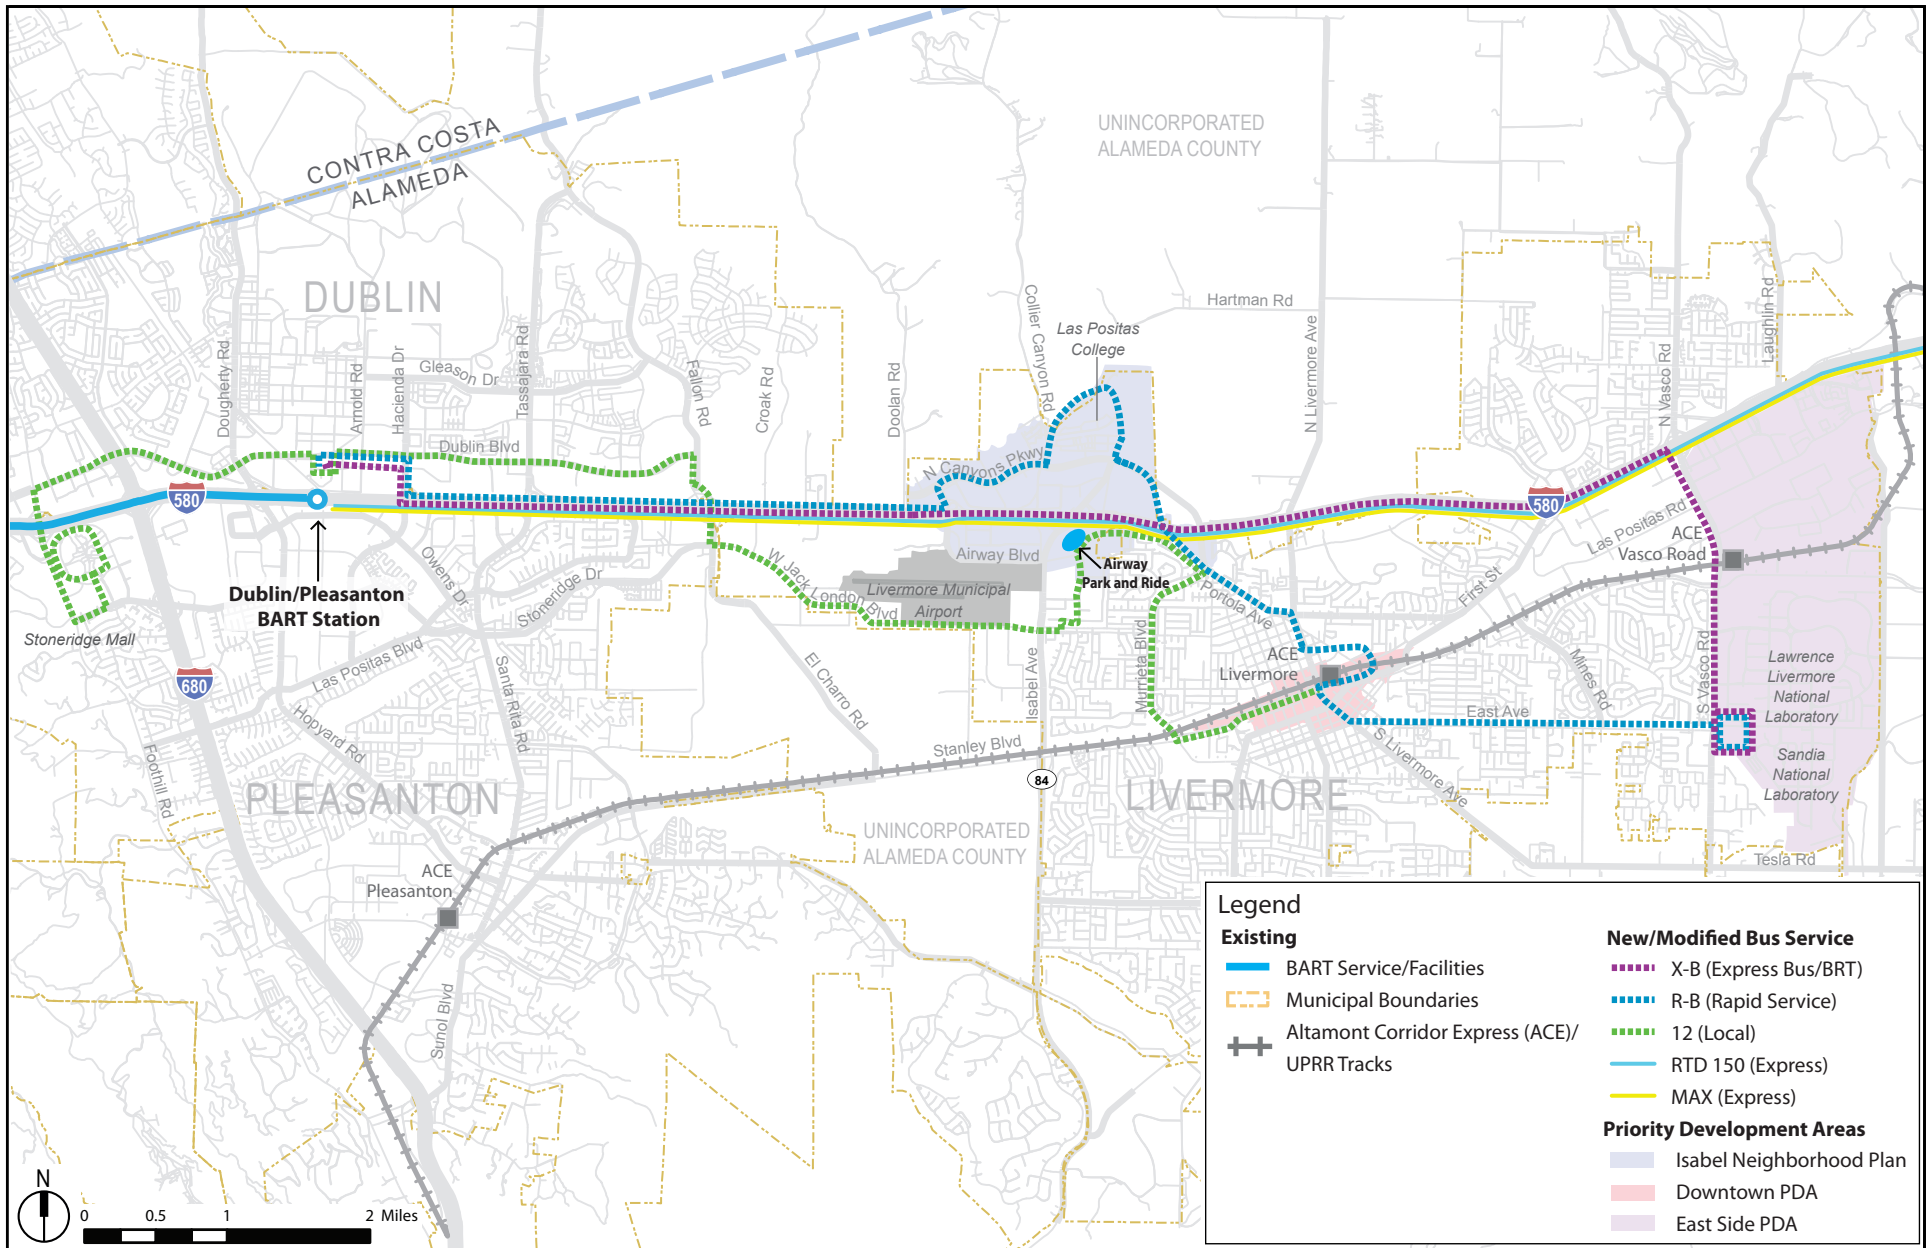 CONTRA COSTA
ALAMEDA
UNINCORPORATED
ALAMEDA COUNTY
DUBLIN
Dougherty Rd
Arnold Rd
Hacienda Dr
Gleason Dr
Tassajara Rd
Fallon Rd
Croak Rd
Doolan Rd
Collier Canyon Rd
Las Positas
College
Hartman Rd
N Livermore Ave
N Vasco Rd
Laughlin Rd
Dublin Blvd
N Canyons Pkwy
580
580
Las Positas Rd
ACE
Vasco Road
Airway Blvd
Airway
Park and Ride
Owens Dr
Stoneridge Dr
W Jack London Blvd
Livermore Municipal
Airport
Dublin/Pleasanton
BART Station
Portola Ave
First St
Stoneridge Mall
680
Las Positas Blvd
Santa Rita Rd
El Charro Rd
Isabel Ave
Murrieta Blvd
ACE
Livermore
Mines Rd
S Vasco Rd
Lawrence
Livermore
National
Laboratory
East Ave
Hopyard Rd
Foothill Rd
Stanley Blvd
S Livermore Ave
Sandia
National
Laboratory
84
PLEASANTON
LIVERMORE
UNINCORPORATED
ALAMEDA COUNTY
Tesla Rd
ACE
Pleasanton
Sunol Blvd
Legend
Existing
BART Service/Facilities
Municipal Boundaries
Altamont Corridor Express (ACE)/
UPRR Tracks
New/Modified Bus Service
X-B (Express Bus/BRT)
R-B (Rapid Service)
12 (Local)
RTD 150 (Express)
MAX (Express)
Priority Development Areas
Isabel Neighborhood Plan
Downtown PDA
East Side PDA
N
0 0.5 1 2 Miles